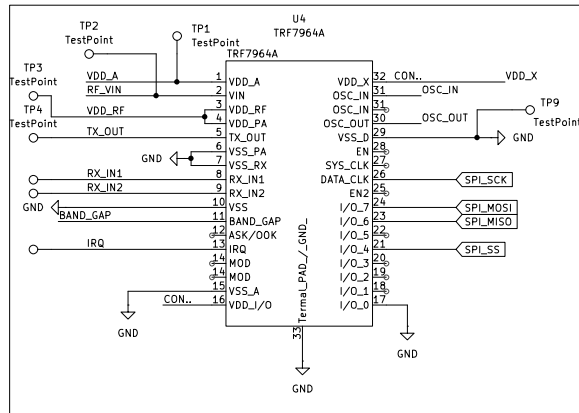 U4
TRF7964A
TP1
TestPoint
TP2
TestPoint
TP3
TestPoint
TP4
TestPoint
TP9
TestPoint
TRF7964A
VDD_A 1 VDD_A
RF_VIN 2 VIN
VDD_RF 3 VDD_RF
4 VDD_PA
TX_OUT 5 TX_OUT
6 VSS_PA
GND 7 VSS_RX
RX_IN1 8 RX_IN1
RX_IN2 9 RX_IN2
GND 10 VSS
BAND_GAP 11 BAND_GAP
12 ASK/OOK
IRQ 13 IRQ
14 MOD
14 MOD
15 VSS_A
CON.. 16 VDD_I/O
GND
VDD_X 32 CON.. VDD_X
OSC_IN 31 OSC_IN
OSC_IN 31
OSC_OUT 30 OSC_OUT
VSS_D 29 GND
EN 28
SYS_CLK 27
DATA_CLK 26 SPI_SCK
EN2 25
I/O_7 24 SPI_MOSI
I/O_6 23 SPI_MISO
I/O_5 22
I/O_4 21 SPI_SS
I/O_3 20
I/O_2 19
I/O_1 18
I/O_0 17
GND
Termal_PAD_/_GND_
33
GND